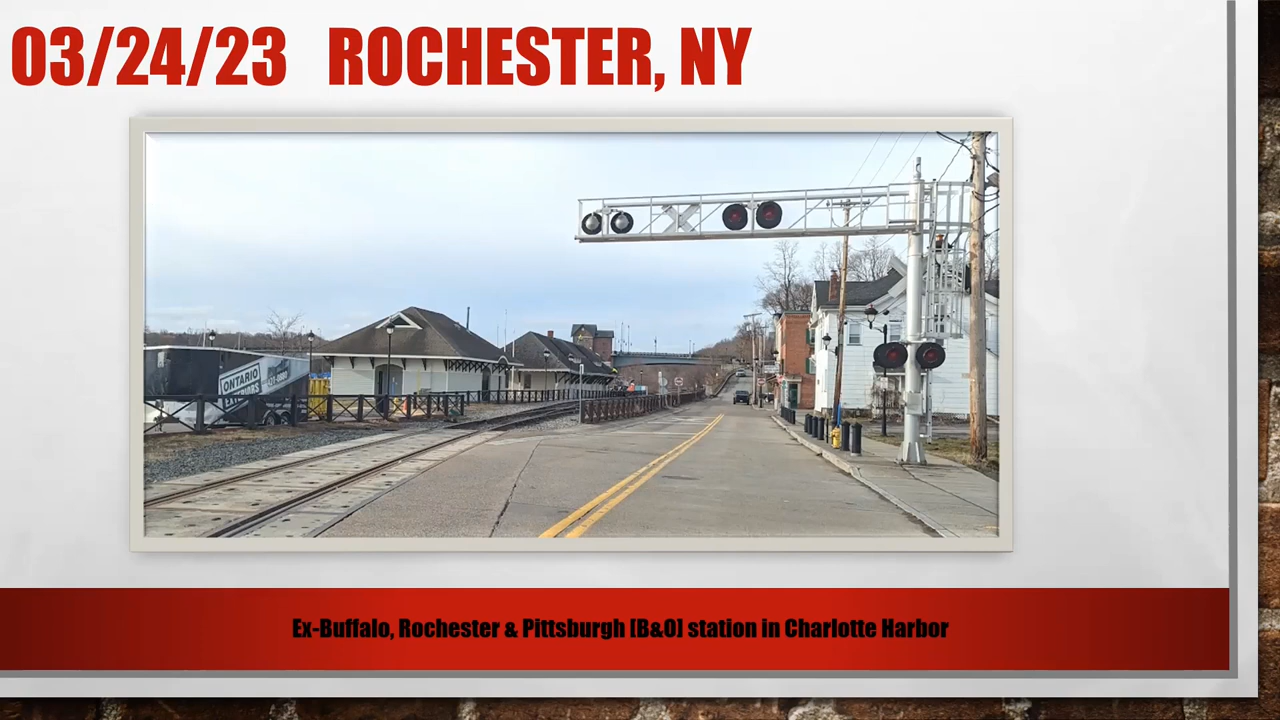 03/24/23 ROCHESTER, NY
ONTARIO
Ex-Buffalo, Rochester & Pittsburgh [B&O] station in Charlotte Harbor